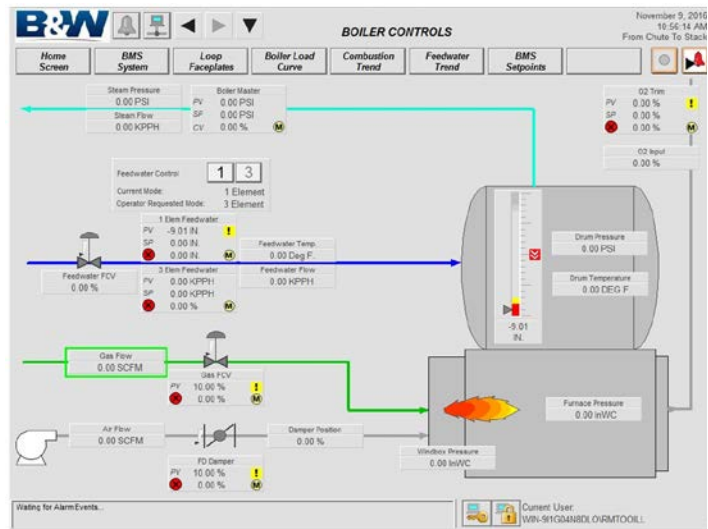 B&W
BOILER CONTROLS
November 9, 2016
10:56:14 AM
From Chute To Stack
Home Screen
BMS System
Loop Faceplates
Boiler Load Curve
Combustion Trend
Feedwater Trend
BMS Setpoints
Steam Pressure
0.00 PSI
Steam Flow
0.00 KPPH
Boiler Master
PV 0.00 PSI
SP 0.00 PSI
CV 0.00 % M
O2 Trim
PV 0.00 % !
SP 0.00 %
X 0.00 % M
O2 Input
0.00 %
Feedwater Control 1 3
Current Mode: 1 Element
Operator Requested Mode: 3 Element
1 Elem Feedwater
PV -9.01 IN. !
SP 0.00 IN.
X 0.00 IN. M
Feedwater Temp.
0.00 Deg F.
Feedwater FCV
0.00 %
3 Elem Feedwater
PV 0.00 KPPH
SP 0.00 KPPH
X 0.00 % M
Feedwater Flow
0.00 KPPH
Drum Pressure
0.00 PSI
Drum Temperature
0.00 DEG F
-9.01
IN.
Gas Flow
0.00 SCFM
Gas FCV
PV 10.00 % !
X 0.00 % M
Furnace Pressure
0.00 InWC
Air Flow
0.00 SCFM
Damper Position
0.00 %
Windbox Pressure
0.00 InWC
FD Damper
PV 10.00 % !
X 0.00 % M
Waiting for AlarmEvents...
Current User: